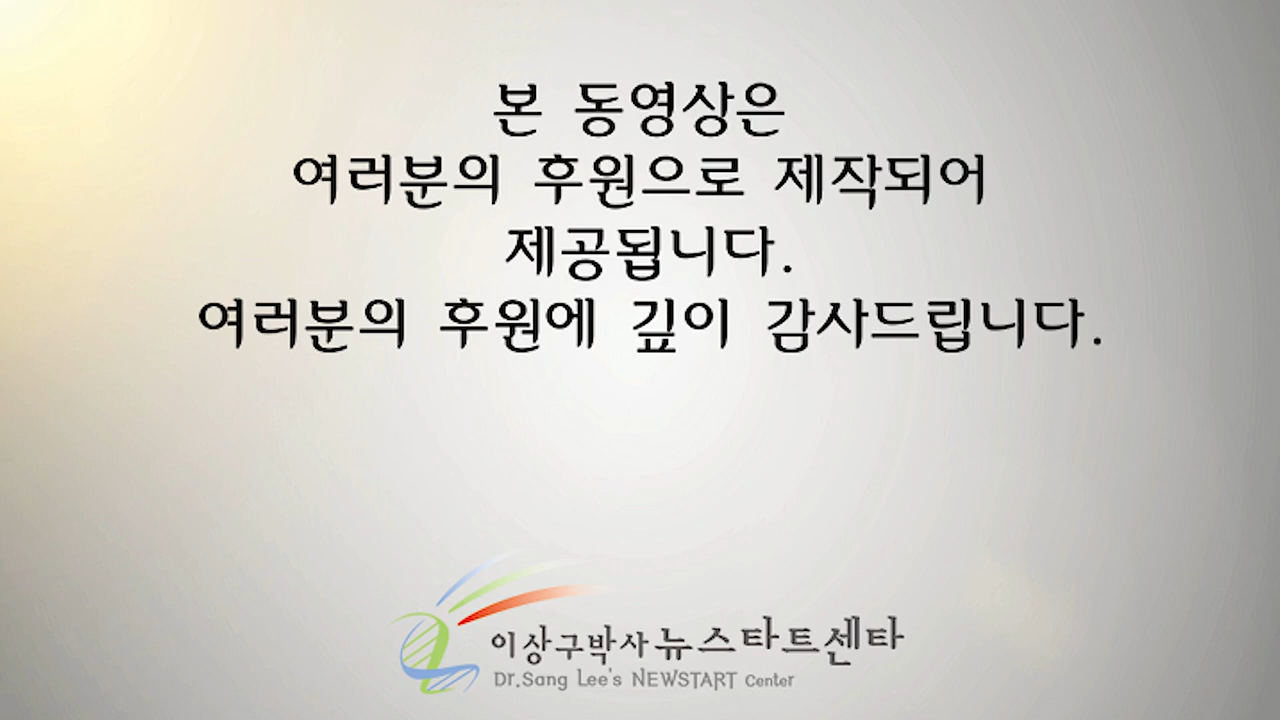 본 동영상은
여러분의 후원으로 제작되어
제공됩니다.
여러분의 후원에 깊이 감사드립니다.
이상구박사뉴스타트센타
Dr.Sang Lee's NEWSTART Center